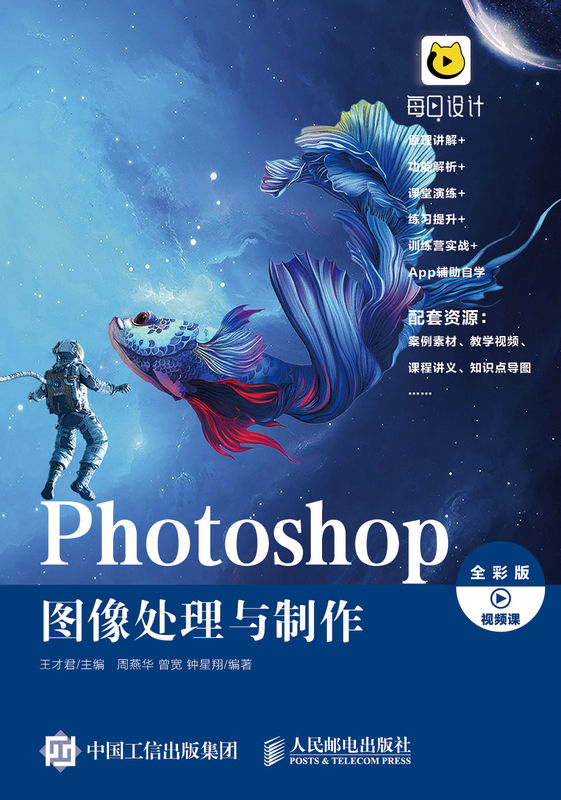 每日设计
原理讲解+
功能解析+
课堂演练+
练习提升+
训练营实战+
App辅助自学
配套资源：
案例素材、教学视频、
课程讲义、知识点导图
……
Photoshop
全彩版
视频课
图像处理与制作
王才君/主编 周燕华 曾宽 钟星翔/编著
中国工信出版集团
人民邮电出版社
POSTS & TELECOM PRESS